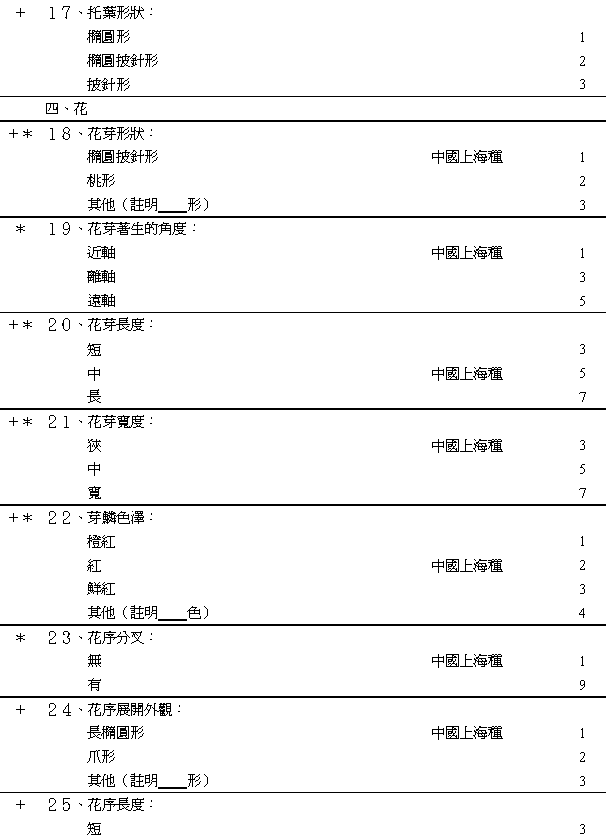 ＋ １７、托葉形狀：
橢圓形 1
橢圓披針形 2
披針形 3
四、花
＋＊ １８、花芽形狀：
橢圓披針形 中國上海種 1
桃形 2
其他（註明____形） 3
＊ １９、花芽著生的角度：
近軸 中國上海種 1
離軸 3
遠軸 5
＋＊ ２０、花芽長度：
短 3
中 中國上海種 5
長 7
＋＊ ２１、花芽寬度：
狹 中國上海種 3
中 5
寬 7
＋＊ ２２、芽鱗色澤：
橙紅 1
紅 中國上海種 2
鮮紅 3
其他（註明____色） 4
＊ ２３、花序分叉：
無 中國上海種 1
有 9
＋ ２４、花序展開外觀：
長橢圓形 中國上海種 1
爪形 2
其他（註明____形） 3
＋ ２５、花序長度：
短 3